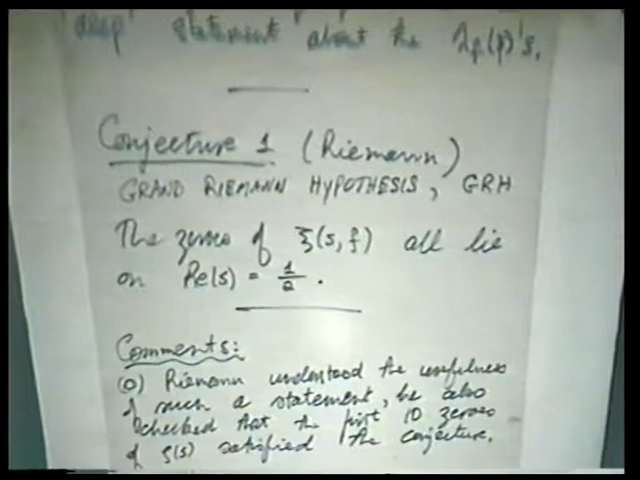 'deep' statement about the λf(p)'s.
Conjecture 1 (Riemann)
GRAND RIEMANN HYPOTHESIS, GRH
The zeros of ξ(s, f) all lie
on Re(s) = 1/2.
Comments:
(0) Riemann understood the usefulness
of such a statement, he also
checked that the first 10 zeroes
of ζ(s) satisfied the conjecture.